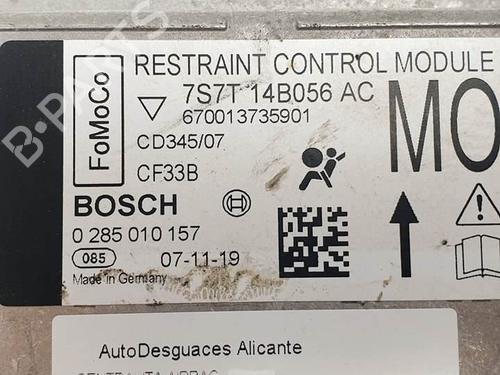 FoMoCo
RESTRAINT CONTROL MODULE
7S7T 14B056 AC
670013735901
CD345/07
CF33B
MO
BOSCH
0 285 010 157
085 07-11-19
Made in Germany
B-PARTS
AutoDesguaces Alicante